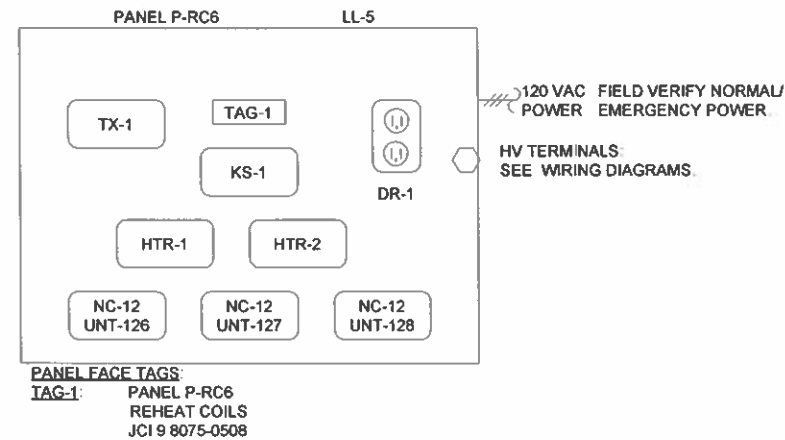 PANEL P-RC6 LL-5
TX-1
TAG-1
KS-1
DR-1
120 VAC FIELD VERIFY NORMAL/
POWER EMERGENCY POWER
HV TERMINALS:
SEE WIRING DIAGRAMS.
HTR-1
HTR-2
NC-12
UNT-126
NC-12
UNT-127
NC-12
UNT-128
PANEL FACE TAGS:
TAG-1: PANEL P-RC6
REHEAT COILS
JCI 9 8075-0508